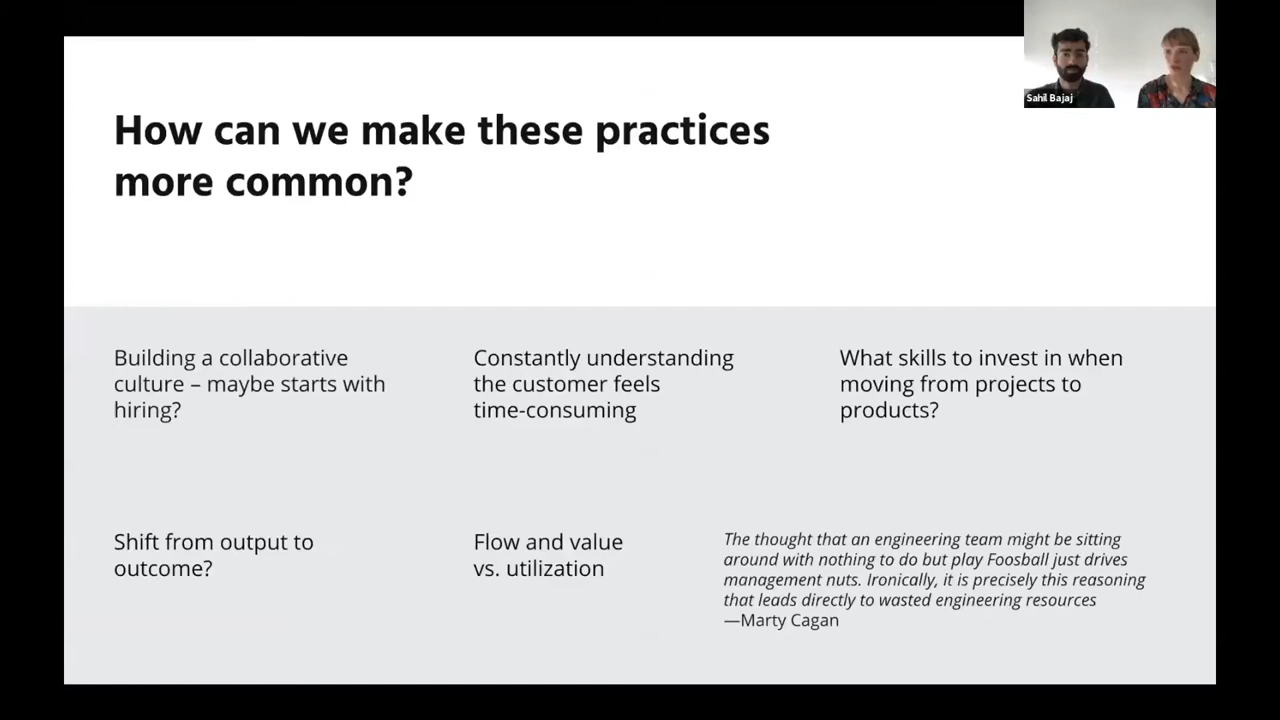 Sahil Bajaj
How can we make these practices
more common?
Building a collaborative
culture – maybe starts with
hiring?
Constantly understanding
the customer feels
time-consuming
What skills to invest in when
moving from projects to
products?
Shift from output to
outcome?
Flow and value
vs. utilization
The thought that an engineering team might be sitting
around with nothing to do but play Foosball just drives
management nuts. Ironically, it is precisely this reasoning
that leads directly to wasted engineering resources
—Marty Cagan